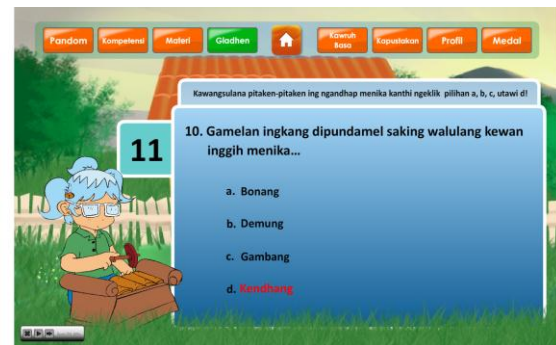 Pandom
Kompetensi
Materi
Gladhen
Kawruh
Basa
Kapustakan
Profil
Medal
Kawangsulana pitaken-pitaken ing ngandhap menika kanthi ngeklik pilihan a, b, c, utawi d!
11
10. Gamelan ingkang dipundamel saking walulang kewan
inggih menika...
a. Bonang
b. Demung
c. Gambang
d. Kendhang